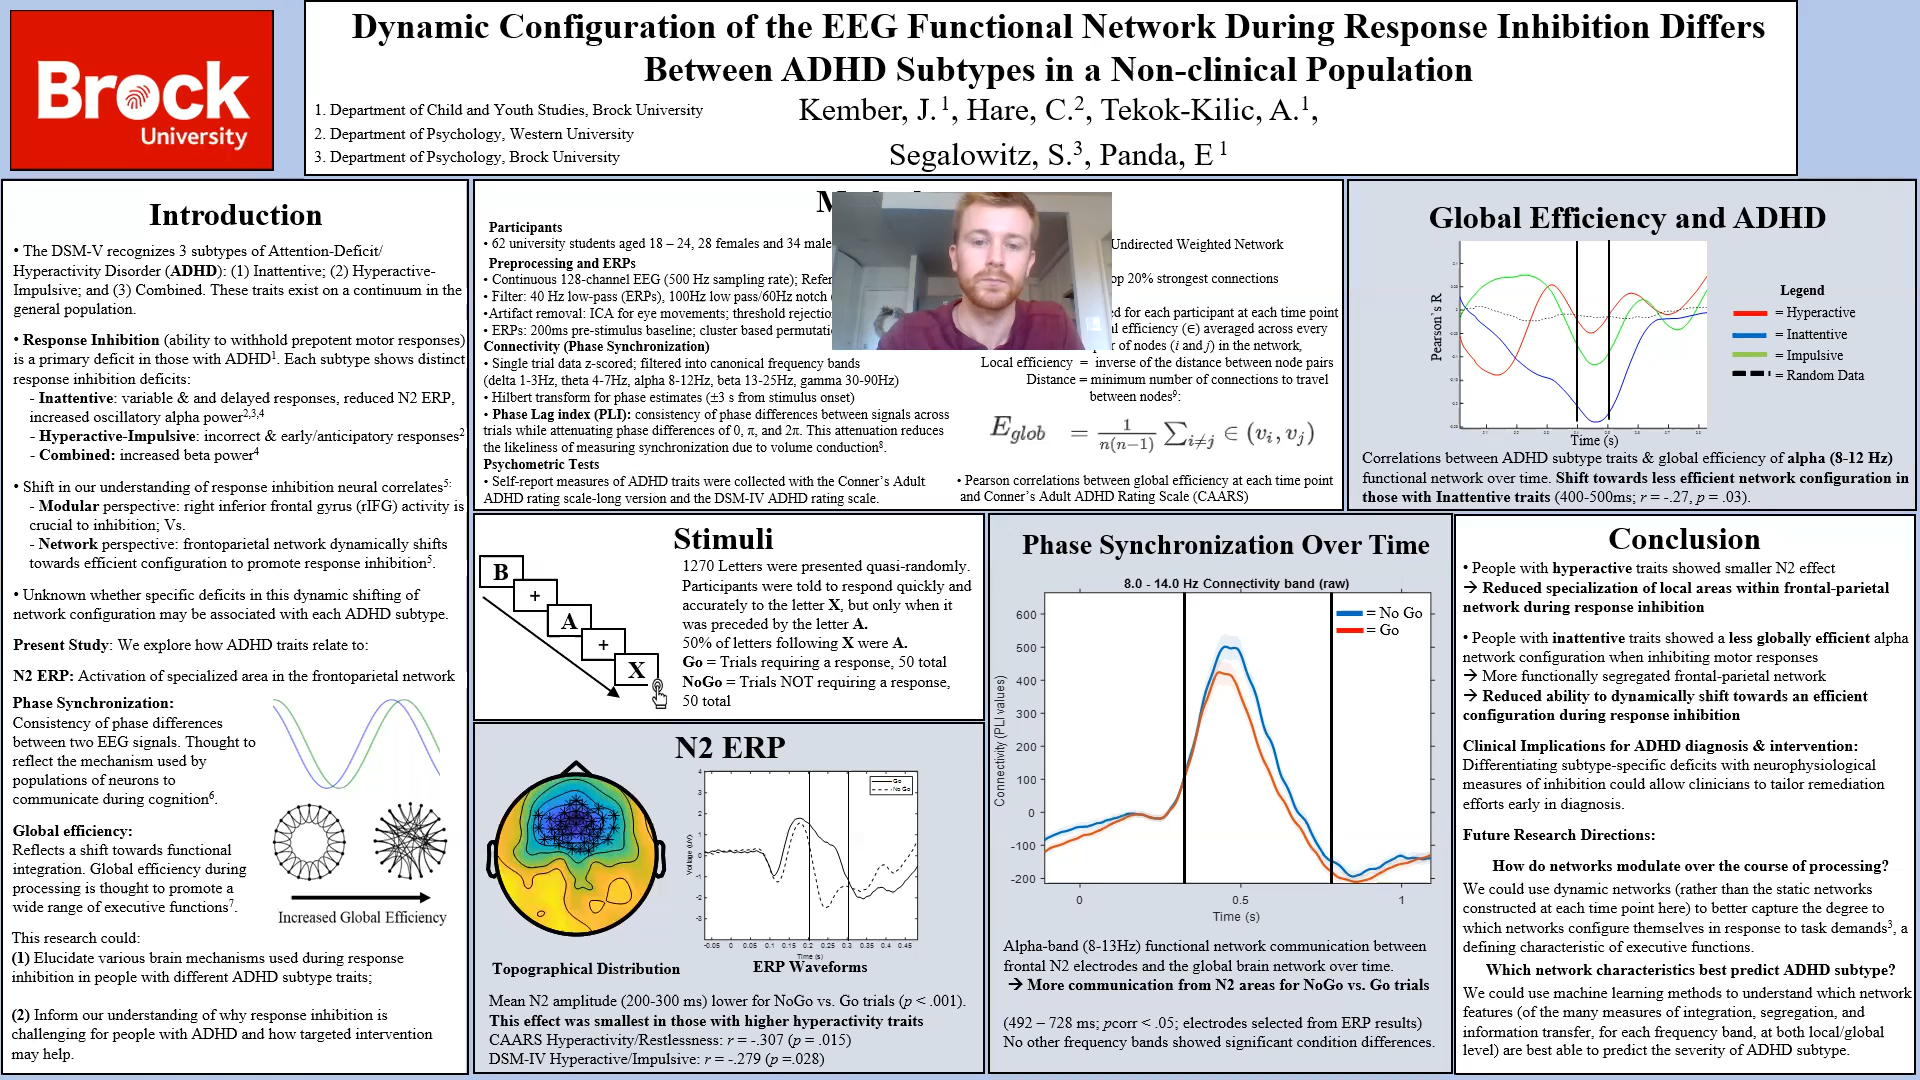 Brock
University
Dynamic Configuration of the EEG Functional Network During Response Inhibition Differs
Between ADHD Subtypes in a Non-clinical Population
1. Department of Child and Youth Studies, Brock University
2. Department of Psychology, Western University
3. Department of Psychology, Brock University
Kember, J.¹, Hare, C.², Tekok-Kilic, A.¹,
Segalowitz, S.³, Panda, E ¹
Introduction
• The DSM-V recognizes 3 subtypes of Attention-Deficit/
Hyperactivity Disorder (ADHD): (1) Inattentive; (2) Hyperactive-
Impulsive; and (3) Combined. These traits exist on a continuum in the
general population.
• Response Inhibition (ability to withhold prepotent motor responses)
is a primary deficit in those with ADHD¹. Each subtype shows distinct
response inhibition deficits:
- Inattentive: variable & and delayed responses, reduced N2 ERP,
increased oscillatory alpha power²,³,⁴
- Hyperactive-Impulsive: incorrect & early/anticipatory responses²
- Combined: increased beta power⁴
• Shift in our understanding of response inhibition neural correlates⁵:
- Modular perspective: right inferior frontal gyrus (rIFG) activity is
crucial to inhibition; Vs.
- Network perspective: frontoparietal network dynamically shifts
towards efficient configuration to promote response inhibition⁵.
• Unknown whether specific deficits in this dynamic shifting of
network configuration may be associated with each ADHD subtype.
Present Study: We explore how ADHD traits relate to:
N2 ERP: Activation of specialized area in the frontoparietal network
Phase Synchronization:
Consistency of phase differences
between two EEG signals. Thought to
reflect the mechanism used by
populations of neurons to
communicate during cognition⁶.
Global efficiency:
Reflects a shift towards functional
integration. Global efficiency during
processing is thought to promote a
wide range of executive functions⁷.
Increased Global Efficiency
This research could:
(1) Elucidate various brain mechanisms used during response
inhibition in people with different ADHD subtype traits;
(2) Inform our understanding of why response inhibition is
challenging for people with ADHD and how targeted intervention
may help.
Participants
• 62 university students aged 18 – 24, 28 females and 34 male
Preprocessing and ERPs
• Continuous 128-channel EEG (500 Hz sampling rate); Refer
• Filter: 40 Hz low-pass (ERPs), 100Hz low pass/60Hz notch
•Artifact removal: ICA for eye movements; threshold rejectio
• ERPs: 200ms pre-stimulus baseline; cluster based permutati
Connectivity (Phase Synchronization)
• Single trial data z-scored; filtered into canonical frequency bands
(delta 1-3Hz, theta 4-7Hz, alpha 8-12Hz, beta 13-25Hz, gamma 30-90Hz)
• Hilbert transform for phase estimates (±3 s from stimulus onset)
• Phase Lag index (PLI): consistency of phase differences between signals across
trials while attenuating phase differences of 0, π, and 2π. This attenuation reduces
the likeliness of measuring synchronization due to volume conduction⁸.
Psychometric Tests
• Self-report measures of ADHD traits were collected with the Conner's Adult
ADHD rating scale-long version and the DSM-IV ADHD rating scale.
Undirected Weighted Network
op 20% strongest connections
ed for each participant at each time point
al efficiency (∈) averaged across every
r of nodes (i and j) in the network,
Local efficiency = inverse of the distance between node pairs
Distance = minimum number of connections to travel
between nodes⁹:
E_glob = 1/n(n−1) ∑i≠j ∈ (vi, vj)
• Pearson correlations between global efficiency at each time point
and Conner's Adult ADHD Rating Scale (CAARS)
Global Efficiency and ADHD
Pearson's R
Time (s)
Legend
= Hyperactive
= Inattentive
= Impulsive
= Random Data
Correlations between ADHD subtype traits & global efficiency of alpha (8-12 Hz)
functional network over time. Shift towards less efficient network configuration in
those with Inattentive traits (400-500ms; r = -.27, p = .03).
Stimuli
B
+
A
+
X
1270 Letters were presented quasi-randomly.
Participants were told to respond quickly and
accurately to the letter X, but only when it
was preceded by the letter A.
50% of letters following X were A.
Go = Trials requiring a response, 50 total
NoGo = Trials NOT requiring a response,
50 total
N2 ERP
Go
No Go
Voltage (uV)
4
3
2
1
0
-1
-2
-3
-0.05 0 0.05 0.1 0.15 0.2 0.25 0.3 0.35 0.4 0.45
Time (s)
Topographical Distribution
ERP Waveforms
Mean N2 amplitude (200-300 ms) lower for NoGo vs. Go trials (p < .001).
This effect was smallest in those with higher hyperactivity traits
CAARS Hyperactivity/Restlessness: r = -.307 (p = .015)
DSM-IV Hyperactive/Impulsive: r = -.279 (p =.028)
Phase Synchronization Over Time
8.0 - 14.0 Hz Connectivity band (raw)
= No Go
= Go
Connectivity (PLI values)
600
500
400
300
200
100
0
-100
-200
0 0.5 1
Time (s)
Alpha-band (8-13Hz) functional network communication between
frontal N2 electrodes and the global brain network over time.
→ More communication from N2 areas for NoGo vs. Go trials
(492 – 728 ms; pcorr < .05; electrodes selected from ERP results)
No other frequency bands showed significant condition differences.
Conclusion
• People with hyperactive traits showed smaller N2 effect
→ Reduced specialization of local areas within frontal-parietal
network during response inhibition
• People with inattentive traits showed a less globally efficient alpha
network configuration when inhibiting motor responses
→ More functionally segregated frontal-parietal network
→ Reduced ability to dynamically shift towards an efficient
configuration during response inhibition
Clinical Implications for ADHD diagnosis & intervention:
Differentiating subtype-specific deficits with neurophysiological
measures of inhibition could allow clinicians to tailor remediation
efforts early in diagnosis.
Future Research Directions:
How do networks modulate over the course of processing?
We could use dynamic networks (rather than the static networks
constructed at each time point here) to better capture the degree to
which networks configure themselves in response to task demands³, a
defining characteristic of executive functions.
Which network characteristics best predict ADHD subtype?
We could use machine learning methods to understand which network
features (of the many measures of integration, segregation, and
information transfer, for each frequency band, at both local/global
level) are best able to predict the severity of ADHD subtype.